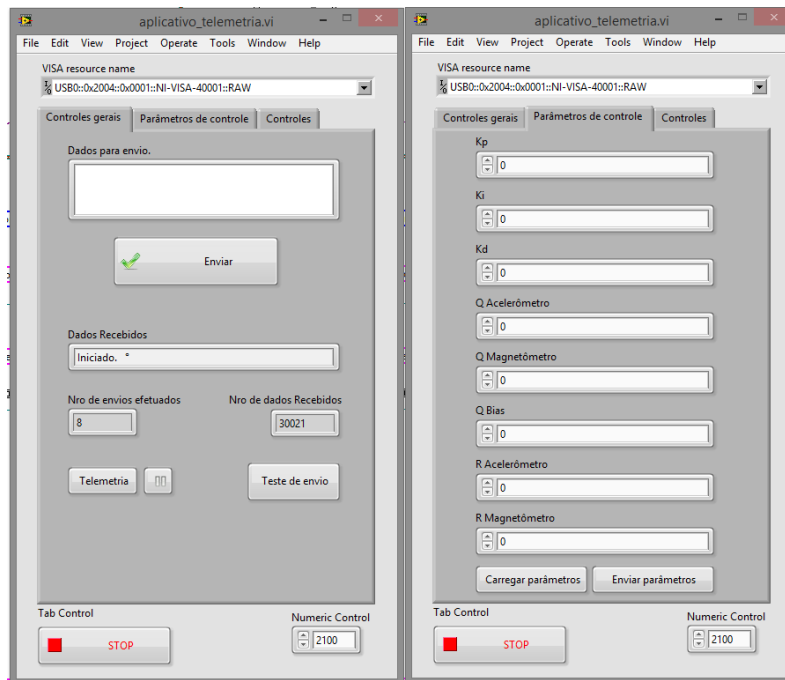 aplicativo_telemetria.vi
File Edit View Project Operate Tools Window Help
VISA resource name
USB0::0x2004::0x0001::NI-VISA-40001::RAW
Controles gerais Parâmetros de controle Controles
Dados para envio.
Enviar
Dados Recebidos
Iniciado. °
Nro de envios efetuados Nro de dados Recebidos
8 30021
Telemetria Teste de envio
Tab Control
Numeric Control
STOP 2100
aplicativo_telemetria.vi
File Edit View Project Operate Tools Window Help
VISA resource name
USB0::0x2004::0x0001::NI-VISA-40001::RAW
Controles gerais Parâmetros de controle Controles
Kp
0
Ki
0
Kd
0
Q Acelerômetro
0
Q Magnetômetro
0
Q Bias
0
R Acelerômetro
0
R Magnetômetro
0
Carregar parâmetros Enviar parâmetros
Tab Control
Numeric Control
STOP 2100